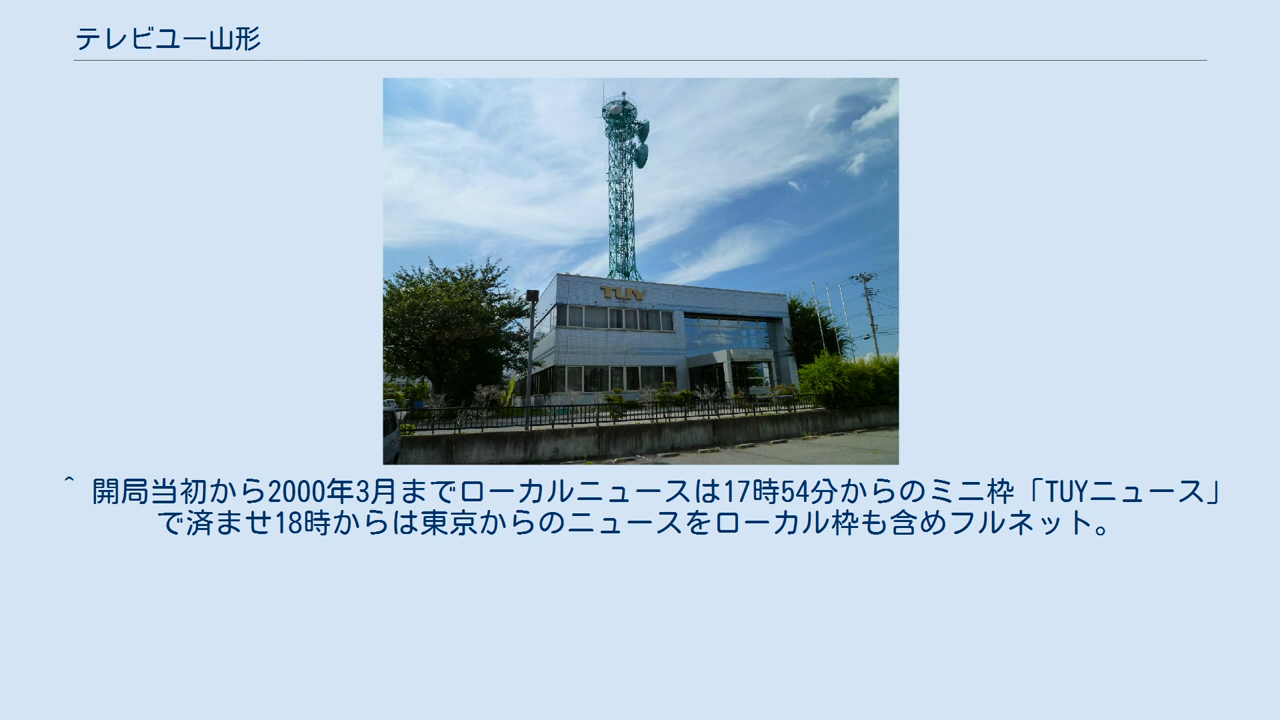 テレビユー山形
TUY
^ 開局当初から2000年3月までローカルニュースは17時54分からのミニ枠「TUYニュース」
で済ませ18時からは東京からのニュースをローカル枠も含めフルネット。